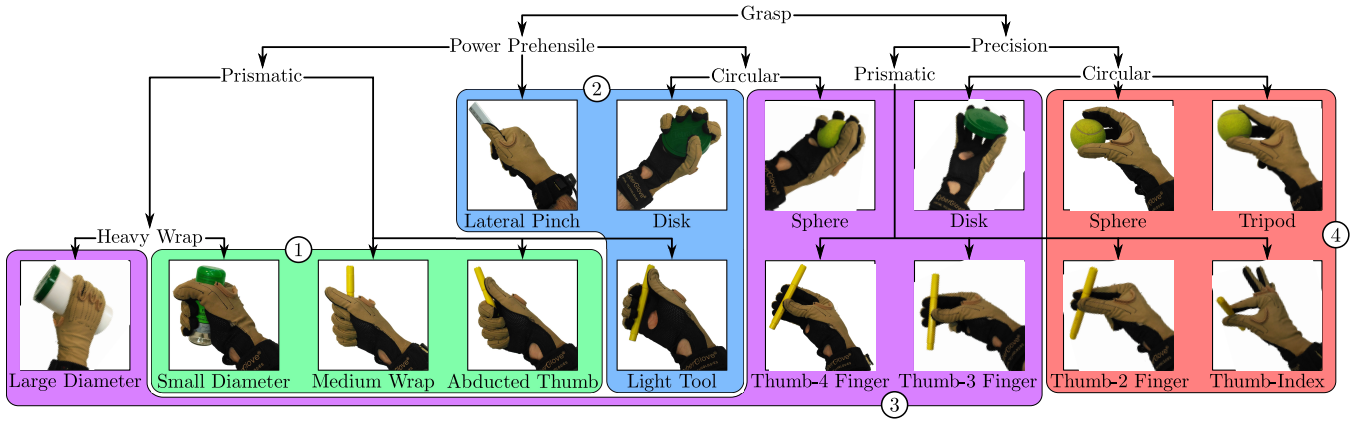 Grasp
Power Prehensile
Precision
Prismatic
Circular
Prismatic
Circular
2
Lateral Pinch
Disk
Sphere
Disk
Sphere
Tripod
Heavy Wrap
1
4
Large Diameter
Small Diameter
Medium Wrap
Abducted Thumb
Light Tool
Thumb-4 Finger
Thumb-3 Finger
Thumb-2 Finger
Thumb-Index
3